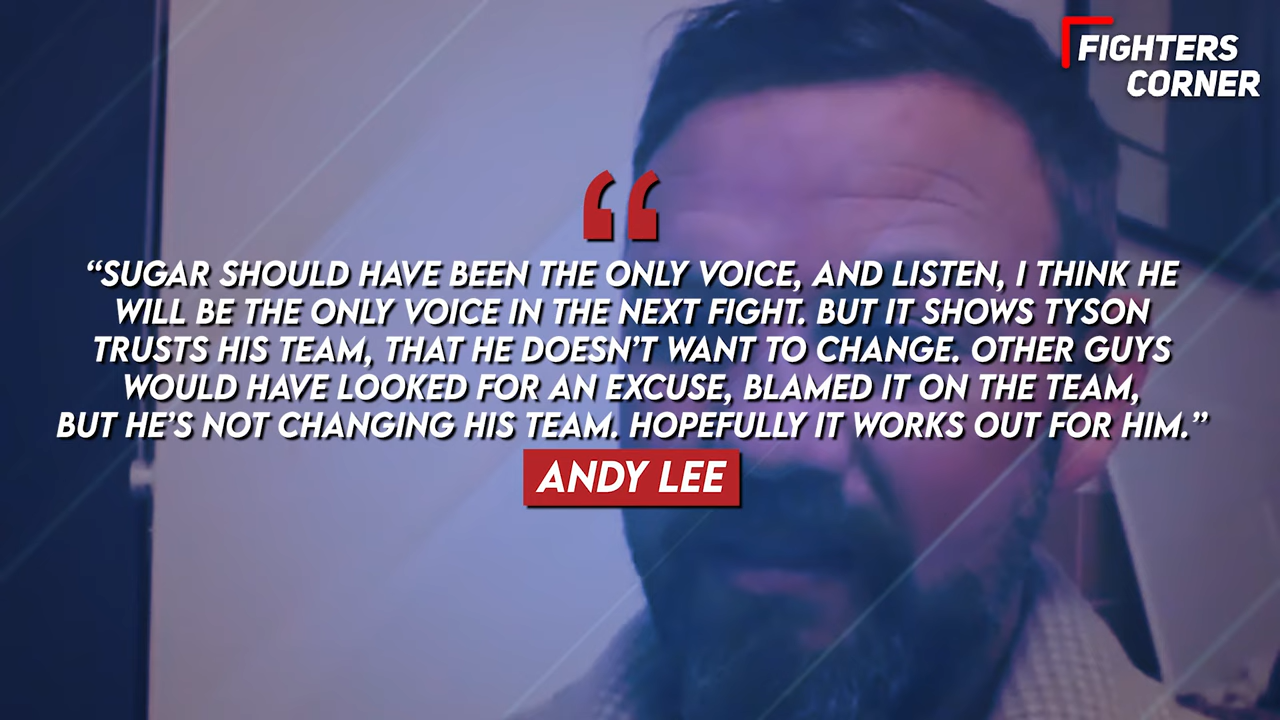 FIGHTERS
CORNER
“
“SUGAR SHOULD HAVE BEEN THE ONLY VOICE, AND LISTEN, I THINK HE
WILL BE THE ONLY VOICE IN THE NEXT FIGHT. BUT IT SHOWS TYSON
TRUSTS HIS TEAM, THAT HE DOESN’T WANT TO CHANGE. OTHER GUYS
WOULD HAVE LOOKED FOR AN EXCUSE, BLAMED IT ON THE TEAM,
BUT HE’S NOT CHANGING HIS TEAM. HOPEFULLY IT WORKS OUT FOR HIM.”
ANDY LEE